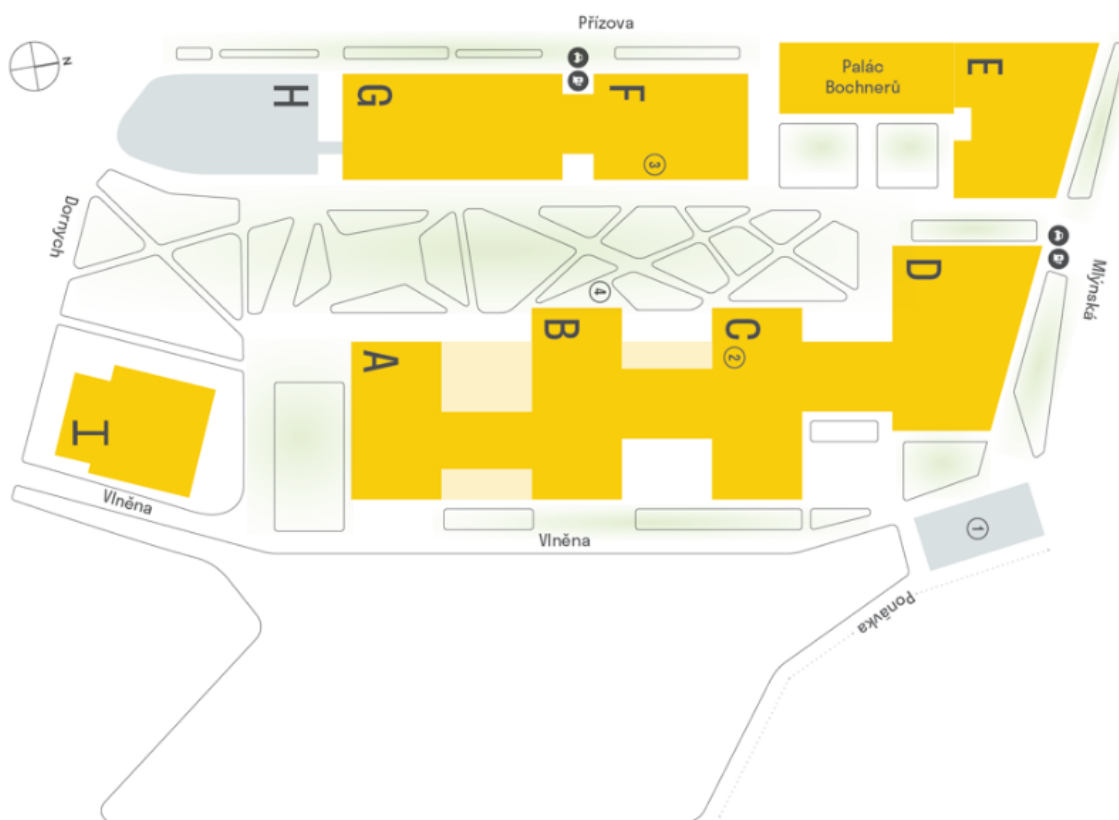 Přízova
N
H
G
F
Palác
Bochnerů
E
3
Dornych
D
Mlýnská
4
B
C
2
A
I
Vlněna
Vlněna
1
Ponávka